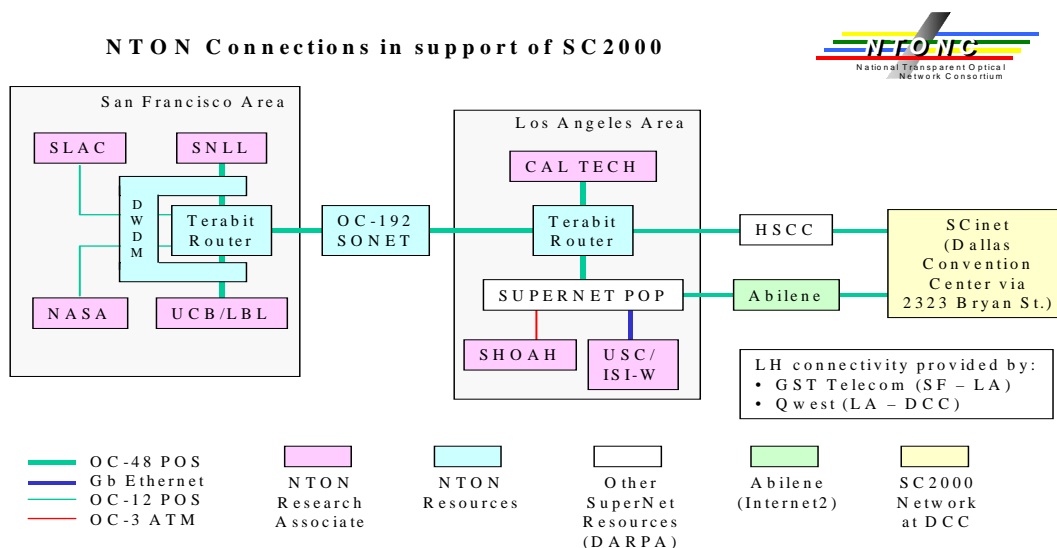 NTON Connections in support of SC2000
NTONC
National Transparent Optical
Network Consortium
San Francisco Area
SLAC
SNLL
DWDM
Terabit
Router
NASA
UCB/LBL
OC-192
SONET
Los Angeles Area
CAL TECH
Terabit
Router
SUPERNET POP
SHOAH
USC/
ISI-W
HSCC
Abilene
SCinet
(Dallas
Convention
Center via
2323 Bryan St.)
LH connectivity provided by:
• GST Telecom (SF – LA)
• Qwest (LA – DCC)
OC-48 POS
Gb Ethernet
OC-12 POS
OC-3 ATM
NTON
Research
Associate
NTON
Resources
Other
SuperNet
Resources
(DARPA)
Abilene
(Internet2)
SC2000
Network
at DCC